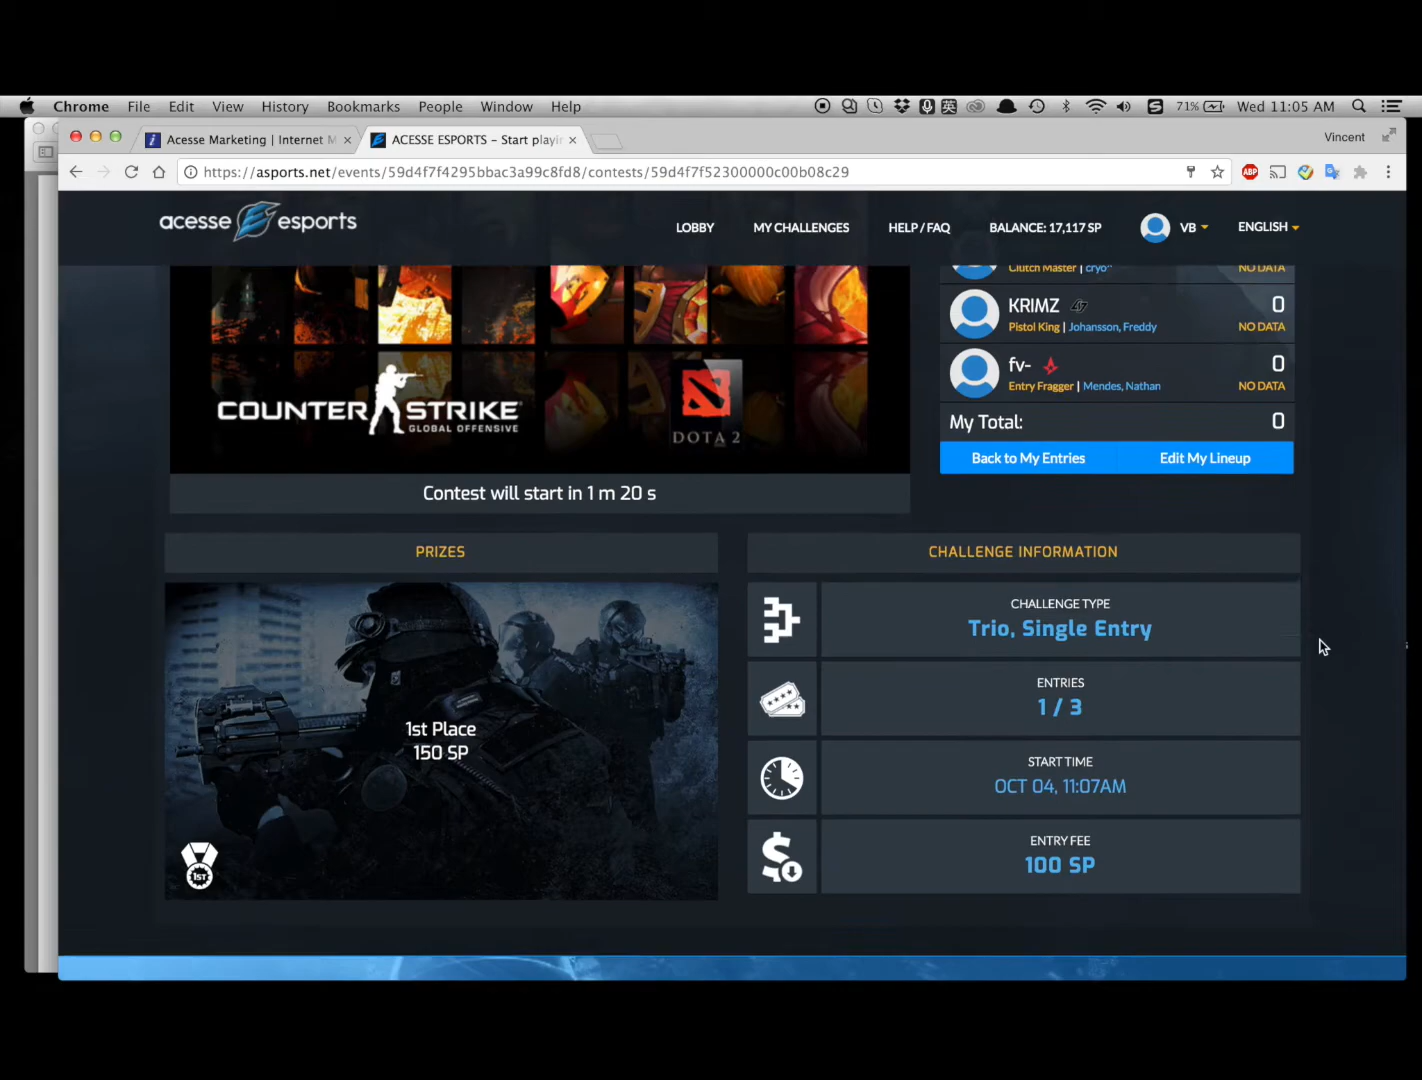 Chrome File Edit View History Bookmarks People Window Help 英 71% Wed 11:05 AM
Acesse Marketing | Internet M ACESSE ESPORTS – Start playin Vincent
https://asports.net/events/59d4f7f4295bbac3a99c8fd8/contests/59d4f7f52300000c00b08c29 ABP
acesse esports LOBBY MY CHALLENGES HELP / FAQ BALANCE: 17,117 SP VB ENGLISH
Clutch Master | cryo^ NO DATA
KRIMZ 0
Pistol King | Johansson, Freddy NO DATA
fv- 0
Entry Fragger | Mendes, Nathan NO DATA
My Total: 0
Back to My Entries Edit My Lineup
COUNTER STRIKE
GLOBAL OFFENSIVE
DOTA 2
Contest will start in 1 m 20 s
PRIZES
1st Place
150 SP
1ST
CHALLENGE INFORMATION
CHALLENGE TYPE
Trio, Single Entry
ENTRIES
1 / 3
START TIME
OCT 04, 11:07AM
ENTRY FEE
100 SP